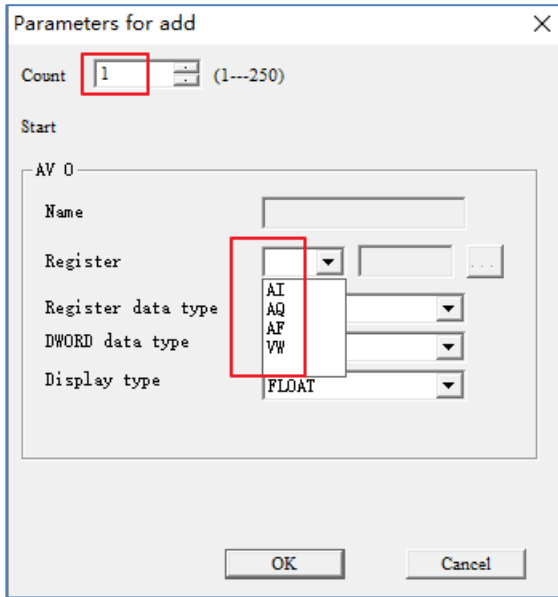 Parameters for add
Count 1 (1---250)
Start
AV 0
Name
Register ...
AI
Register data type AQ
AF
DWORD data type VW
Display type FLOAT
OK Cancel